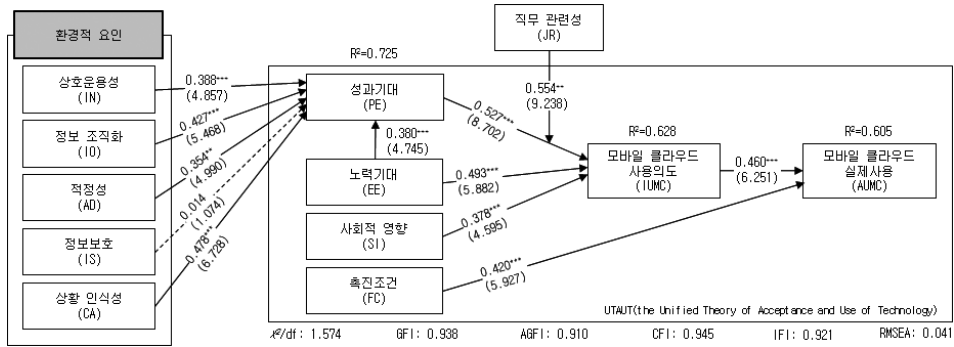 환경적 요인
상호운용성
(IN)
정보 조직화
(IO)
적정성
(AD)
정보보호
(IS)
상황 인식성
(CA)
0.388***
(4.857)
0.427***
(5.468)
0.354**
(4.990)
0.014
(1.074)
0.478***
(6.728)
직무 관련성
(JR)
0.554**
(9.238)
R²=0.725
성과기대
(PE)
0.380***
(4.745)
노력기대
(EE)
사회적 영향
(SI)
촉진조건
(FC)
0.527***
(8.702)
0.493***
(5.882)
0.378***
(4.595)
0.420***
(5.927)
R²=0.628
모바일 클라우드
사용의도
(IUMC)
0.460***
(6.251)
R²=0.605
모바일 클라우드
실제사용
(AUMC)
UTAUT(the Unified Theory of Acceptance and Use of Technology)
x²/df: 1.574 GFI: 0.938 AGFI: 0.910 CFI: 0.945 IFI: 0.921 RMSEA: 0.041